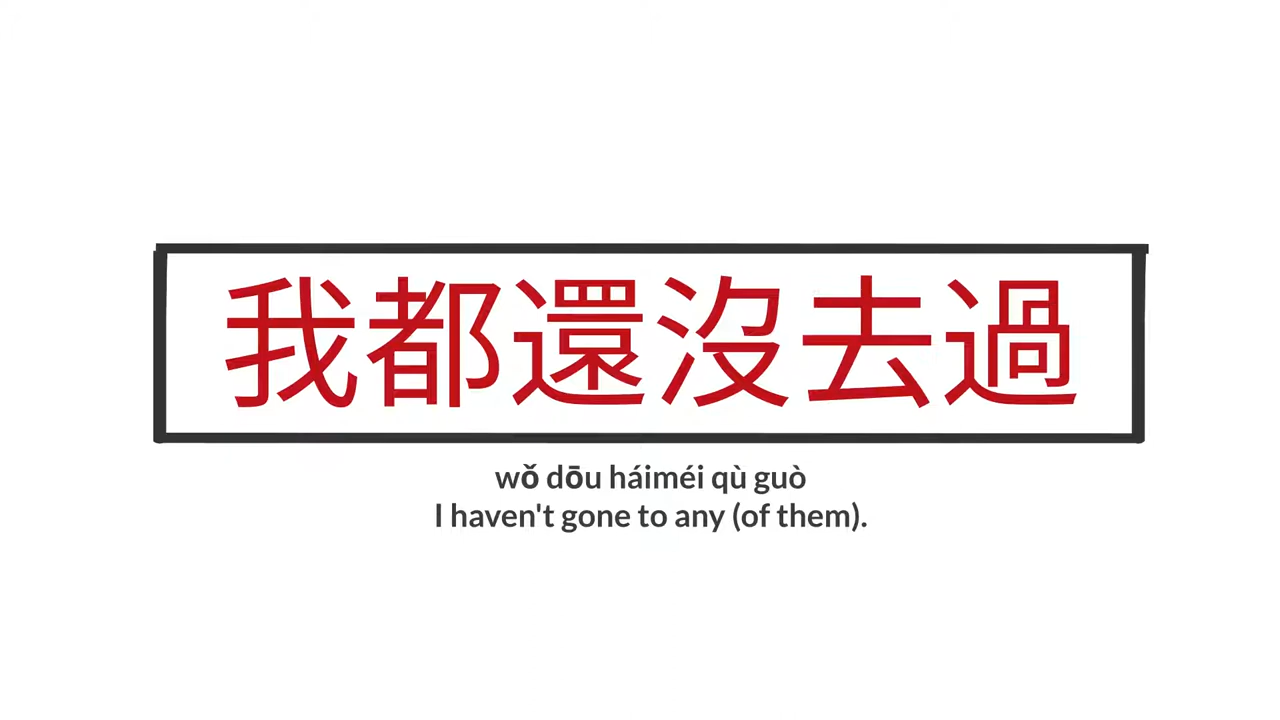 我都還沒去過
wǒ dōu háiméi qù guò
I haven't gone to any (of them).